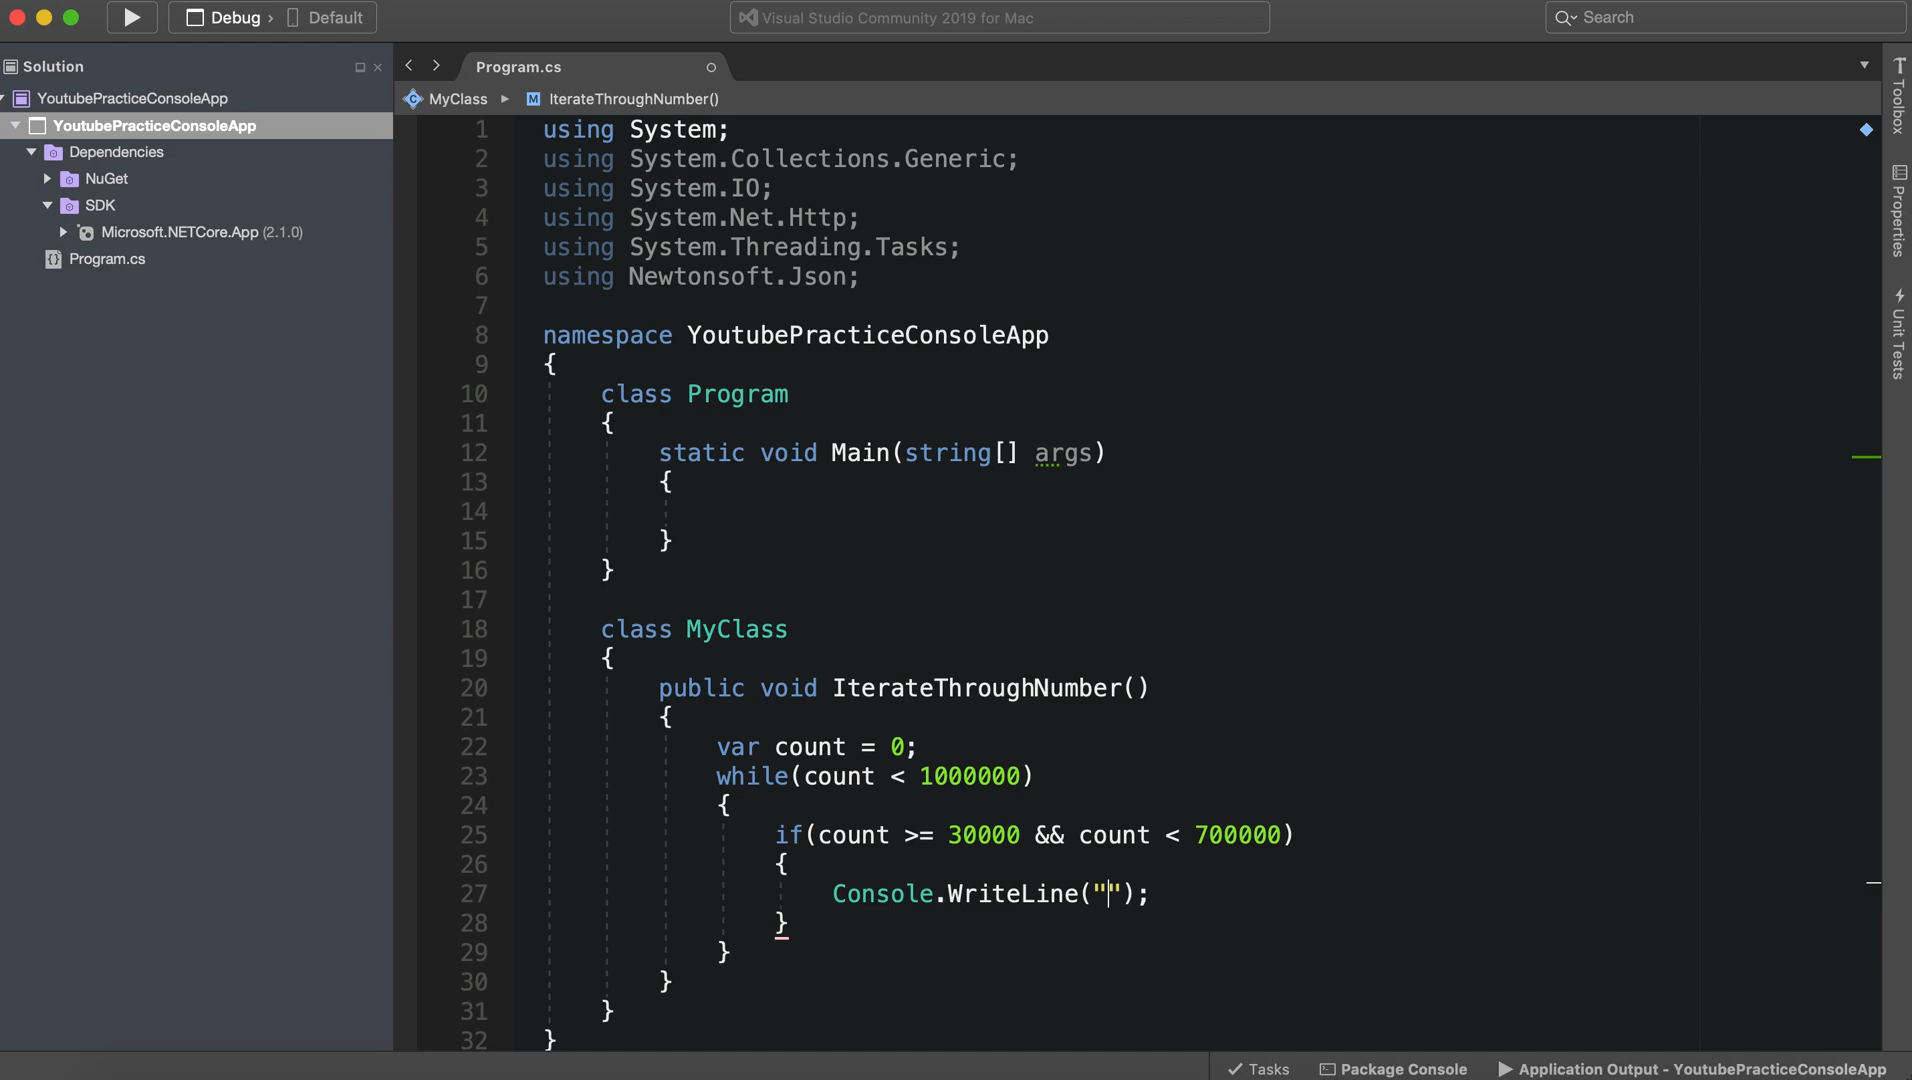 Debug › Default
Visual Studio Community 2019 for Mac
Search
Solution
YoutubePracticeConsoleApp
YoutubePracticeConsoleApp
Dependencies
NuGet
SDK
Microsoft.NETCore.App (2.1.0)
Program.cs
Program.cs
MyClass
M IterateThroughNumber()
1 using System;
2 using System.Collections.Generic;
3 using System.IO;
4 using System.Net.Http;
5 using System.Threading.Tasks;
6 using Newtonsoft.Json;
7
8 namespace YoutubePracticeConsoleApp
9 {
10 class Program
11 {
12 static void Main(string[] args)
13 {
14
15 }
16 }
17
18 class MyClass
19 {
20 public void IterateThroughNumber()
21 {
22 var count = 0;
23 while(count < 1000000)
24 {
25 if(count >= 30000 && count < 700000)
26 {
27 Console.WriteLine("");
28 }
29 }
30 }
31 }
32 }
Toolbox
Properties
Unit Tests
Tasks
Package Console
Application Output - YoutubePracticeConsoleApp